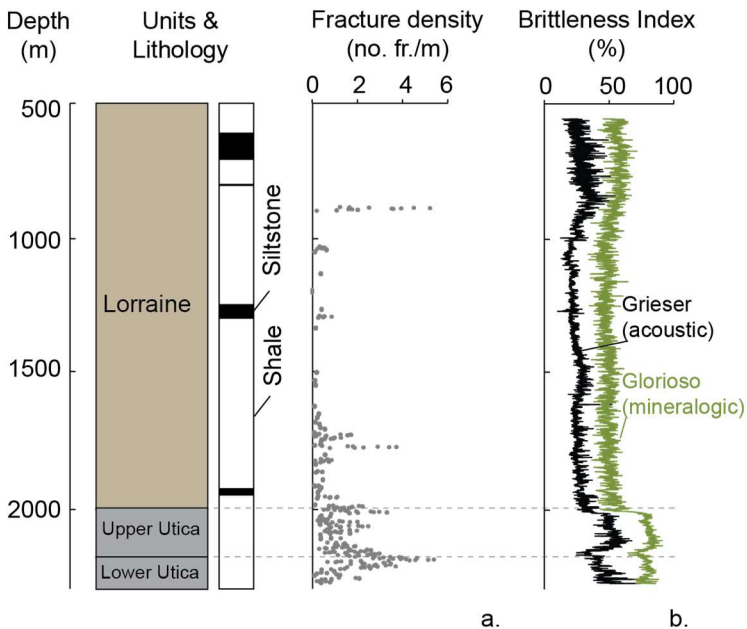 Depth
(m)
Units &
Lithology
Fracture density
(no. fr./m)
Brittleness Index
(%)
0 2 4 6
0 50 100
500
1000
1500
2000
Lorraine
Upper Utica
Lower Utica
Siltstone
Shale
Grieser
(acoustic)
Glorioso
(mineralogic)
a.
b.